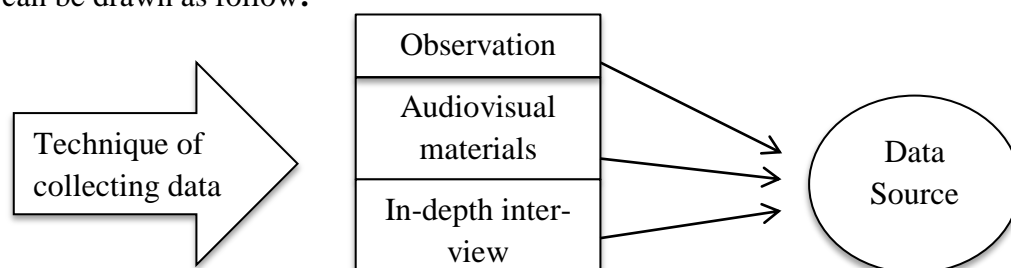 can be drawn as follow:
Observation
Technique of
collecting data
Audiovisual
materials
In-depth inter-
view
Data
Source